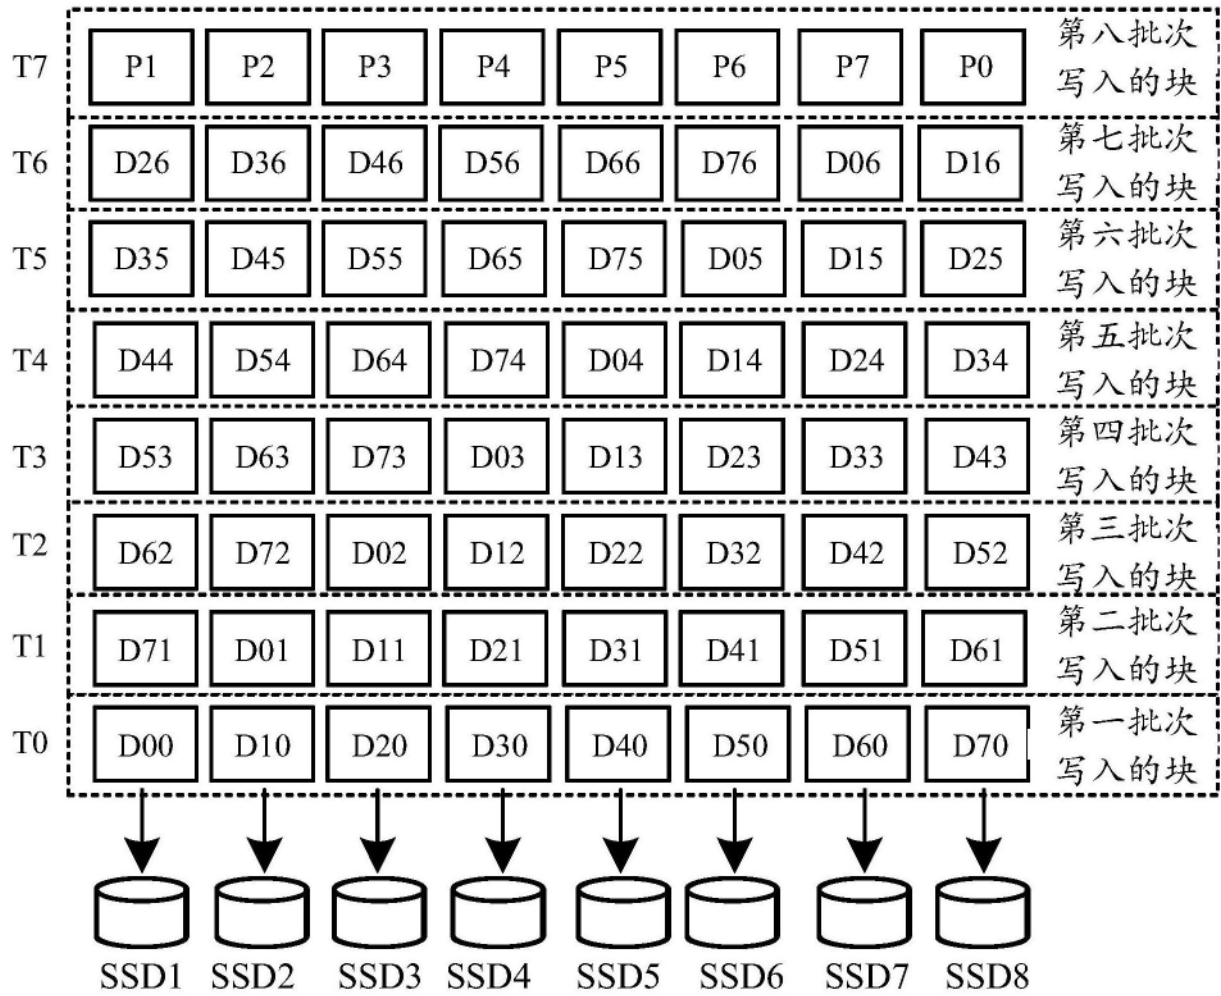 第八批次
T7 P1 P2 P3 P4 P5 P6 P7 P0 写入的块
第七批次
T6 D26 D36 D46 D56 D66 D76 D06 D16 写入的块
第六批次
T5 D35 D45 D55 D65 D75 D05 D15 D25 写入的块
第五批次
T4 D44 D54 D64 D74 D04 D14 D24 D34 写入的块
第四批次
T3 D53 D63 D73 D03 D13 D23 D33 D43 写入的块
第三批次
T2 D62 D72 D02 D12 D22 D32 D42 D52 写入的块
第二批次
T1 D71 D01 D11 D21 D31 D41 D51 D61 写入的块
第一批次
T0 D00 D10 D20 D30 D40 D50 D60 D70 写入的块
SSD1 SSD2 SSD3 SSD4 SSD5 SSD6 SSD7 SSD8